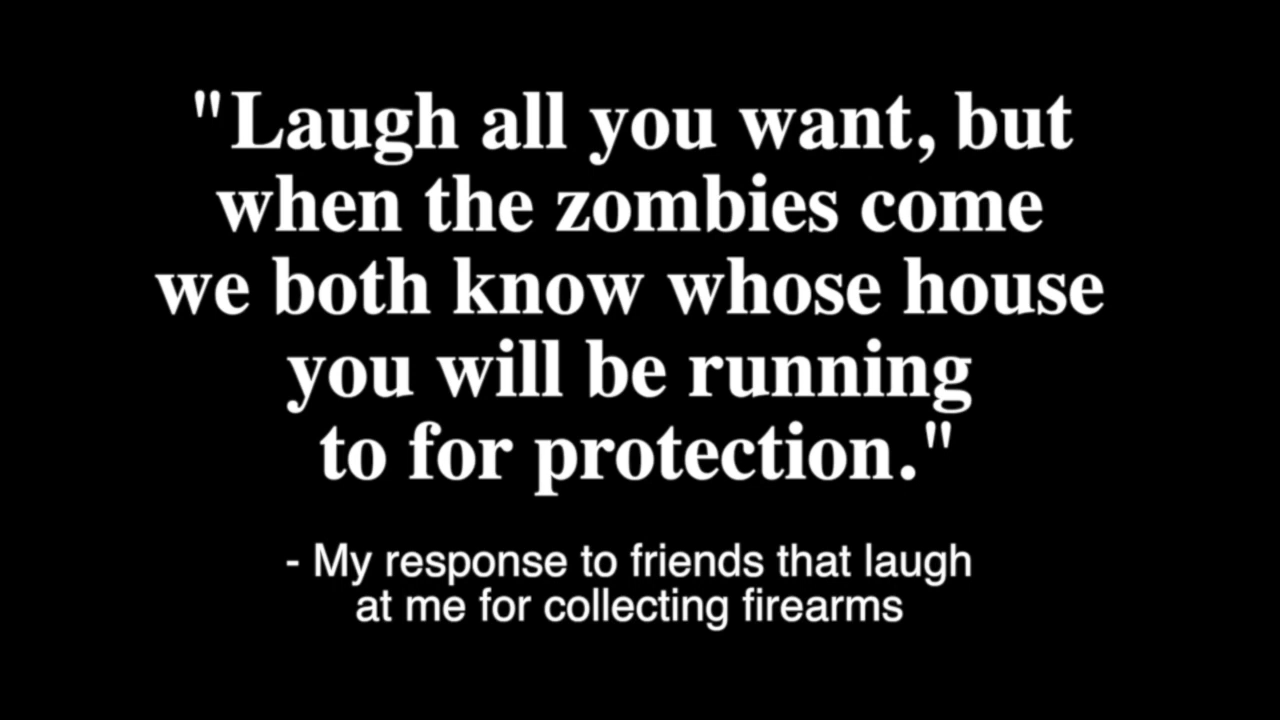 "Laugh all you want, but
when the zombies come
we both know whose house
you will be running
to for protection."
- My response to friends that laugh
at me for collecting firearms